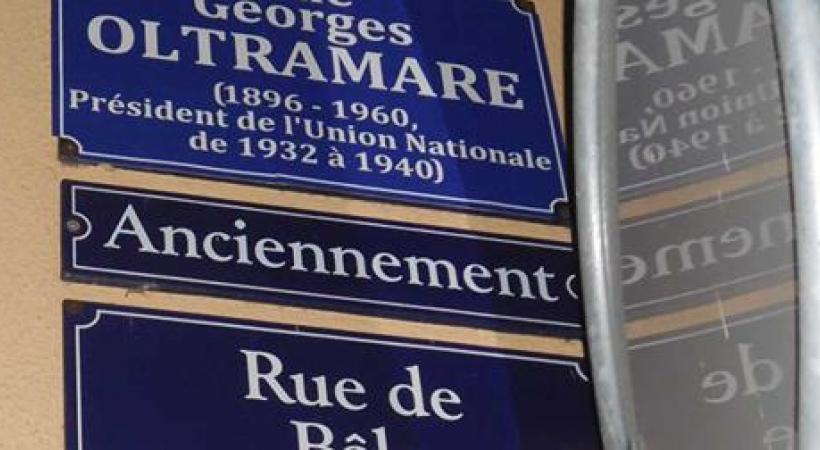 Georges
OLTRAMARE
(1896 - 1960,
Président de l'Union Nationale
de 1932 à 1940)
Anciennement
Rue de